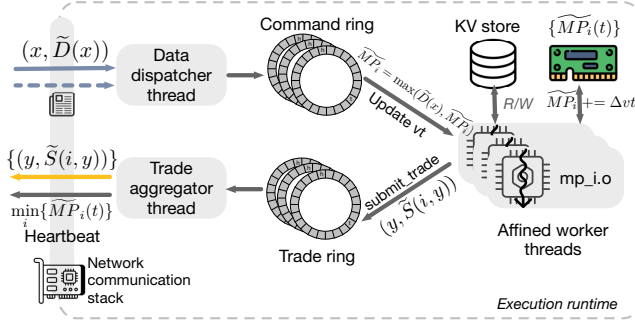 (x, D̃(x))
Data
dispatcher
thread
Command ring
M̃P_i = max(D̃(x), M̃P_i)
Update vt
KV store
{M̃P_i(t)}
R/W
M̃P_i += Δvt
{(y, S̃(i, y))}
min_i{M̃P_i(t)}
Heartbeat
Trade
aggregator
thread
Trade ring
submit_trade
(y, S̃(i, y))
mp_i.o
Affined worker
threads
Network
communication
stack
Execution runtime